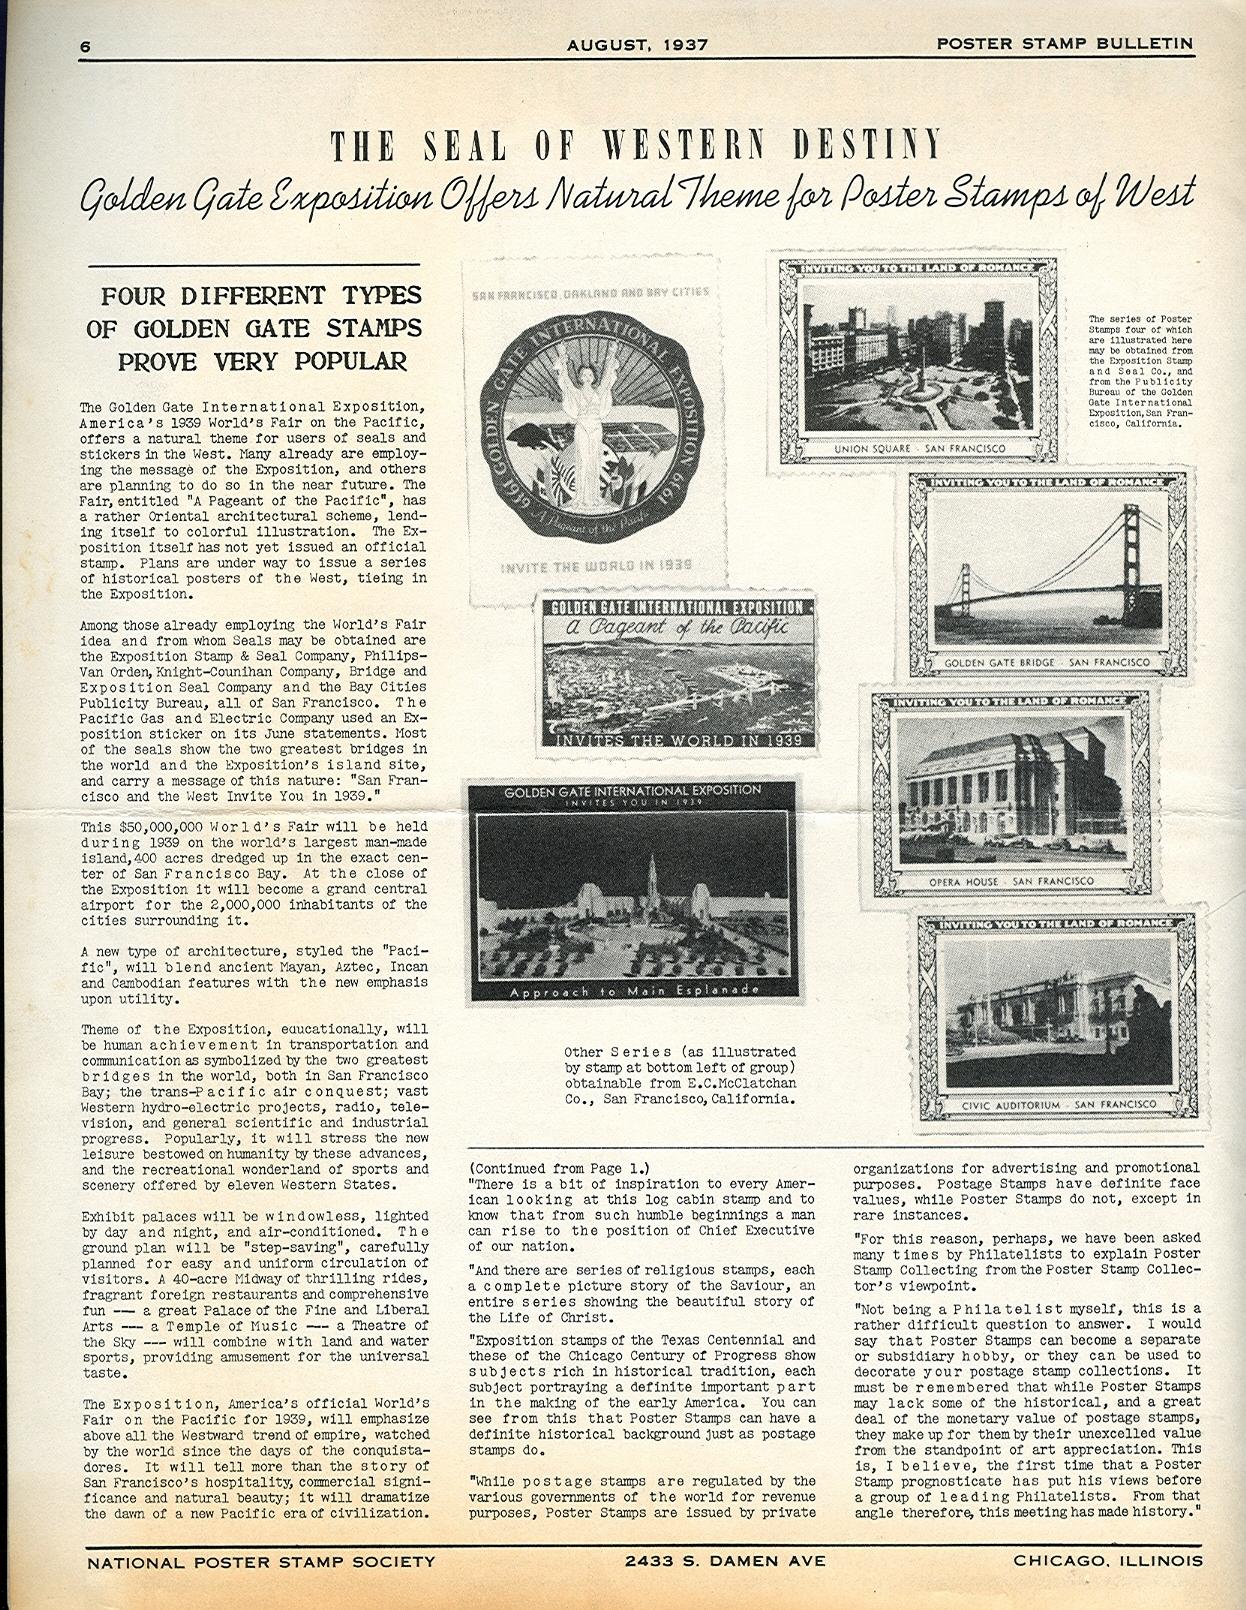 6
AUGUST, 1937
POSTER STAMP BULLETIN
THE SEAL OF WESTERN DESTINY
Golden Gate Exposition Offers Natural Theme for Poster Stamps of West
FOUR DIFFERENT TYPES
OF GOLDEN GATE STAMPS
PROVE VERY POPULAR
The Golden Gate International Exposition,
America's 1939 World's Fair on the Pacific,
offers a natural theme for users of seals and
stickers in the West. Many already are employ-
ing the message of the Exposition, and others
are planning to do so in the near future. The
Fair, entitled "A Pageant of the Pacific", has
a rather Oriental architectural scheme, lend-
ing itself to colorful illustration. The Ex-
position itself has not yet issued an official
stamp. Plans are under way to issue a series
of historical posters of the West, tieing in
the Exposition.
Among those already employing the World's Fair
idea and from whom Seals may be obtained are
the Exposition Stamp & Seal Company, Philips-
Van Orden, Knight-Counihan Company, Bridge and
Exposition Seal Company and the Bay Cities
Publicity Bureau, all of San Francisco. The
Pacific Gas and Electric Company used an Ex-
position sticker on its June statements. Most
of the seals show the two greatest bridges in
the world and the Exposition's island site,
and carry a message of this nature: "San Fran-
cisco and the West Invite You in 1939."
This $50,000,000 World's Fair will be held
during 1939 on the world's largest man-made
island, 400 acres dredged up in the exact cen-
ter of San Francisco Bay. At the close of
the Exposition it will become a grand central
airport for the 2,000,000 inhabitants of the
cities surrounding it.
A new type of architecture, styled the "Paci-
fic", will blend ancient Mayan, Aztec, Incan
and Cambodian features with the new emphasis
upon utility.
Theme of the Exposition, educationally, will
be human achievement in transportation and
communication as symbolized by the two greatest
bridges in the world, both in San Francisco
Bay; the trans-Pacific air conquest; vast
Western hydro-electric projects, radio, tele-
vision, and general scientific and industrial
progress. Popularly, it will stress the new
leisure bestowed on humanity by these advances,
and the recreational wonderland of sports and
scenery offered by eleven Western States.
Exhibit palaces will be windowless, lighted
by day and night, and air-conditioned. The
ground plan will be "step-saving", carefully
planned for easy and uniform circulation of
visitors. A 40-acre Midway of thrilling rides,
fragrant foreign restaurants and comprehensive
fun --- a great Palace of the Fine and Liberal
Arts --- a Temple of Music --- a Theatre of
the Sky --- will combine with land and water
sports, providing amusement for the universal
taste.
The Exposition, America's official World's
Fair on the Pacific for 1939, will emphasize
above all the Westward trend of empire, watched
by the world since the days of the conquista-
dores. It will tell more than the story of
San Francisco's hospitality, commercial signi-
ficance and natural beauty; it will dramatize
the dawn of a new Pacific era of civilization.
SAN FRANCISCO, OAKLAND AND BAY CITIES
GOLDEN GATE INTERNATIONAL EXPOSITION
1939 A Pageant of the Pacific 1939
INVITE THE WORLD IN 1939
GOLDEN GATE INTERNATIONAL EXPOSITION
a Pageant of the Pacific
INVITES THE WORLD IN 1939
GOLDEN GATE INTERNATIONAL EXPOSITION
INVITES YOU IN 1939
Approach to Main Esplanade
INVITING YOU TO THE LAND OF ROMANCE
UNION SQUARE - SAN FRANCISCO
The series of Poster
Stamps four of which
are illustrated here
may be obtained from
the Exposition Stamp
and Seal Co., and
from the Publicity
Bureau of the Golden
Gate International
Exposition, San Fran-
cisco, California.
INVITING YOU TO THE LAND OF ROMANCE
GOLDEN GATE BRIDGE - SAN FRANCISCO
INVITING YOU TO THE LAND OF ROMANCE
OPERA HOUSE - SAN FRANCISCO
INVITING YOU TO THE LAND OF ROMANCE
CIVIC AUDITORIUM - SAN FRANCISCO
Other Series (as illustrated
by stamp at bottom left of group)
obtainable from E.C.McClatchan
Co., San Francisco, California.
(Continued from Page 1.)
"There is a bit of inspiration to every Amer-
ican looking at this log cabin stamp and to
know that from such humble beginnings a man
can rise to the position of Chief Executive
of our nation.
"And there are series of religious stamps, each
a complete picture story of the Saviour, an
entire series showing the beautiful story of
the Life of Christ.
"Exposition stamps of the Texas Centennial and
these of the Chicago Century of Progress show
subjects rich in historical tradition, each
subject portraying a definite important part
in the making of the early America. You can
see from this that Poster Stamps can have a
definite historical background just as postage
stamps do.
"While postage stamps are regulated by the
various governments of the world for revenue
purposes, Poster Stamps are issued by private
organizations for advertising and promotional
purposes. Postage Stamps have definite face
values, while Poster Stamps do not, except in
rare instances.
"For this reason, perhaps, we have been asked
many times by Philatelists to explain Poster
Stamp Collecting from the Poster Stamp Collec-
tor's viewpoint.
"Not being a Philatelist myself, this is a
rather difficult question to answer. I would
say that Poster Stamps can become a separate
or subsidiary hobby, or they can be used to
decorate your postage stamp collections. It
must be remembered that while Poster Stamps
may lack some of the historical, and a great
deal of the monetary value of postage stamps,
they make up for them by their unexcelled value
from the standpoint of art appreciation. This
is, I believe, the first time that a Poster
Stamp prognosticate has put his views before
a group of leading Philatelists. From that
angle therefore, this meeting has made history."
NATIONAL POSTER STAMP SOCIETY
2433 S. DAMEN AVE
CHICAGO, ILLINOIS